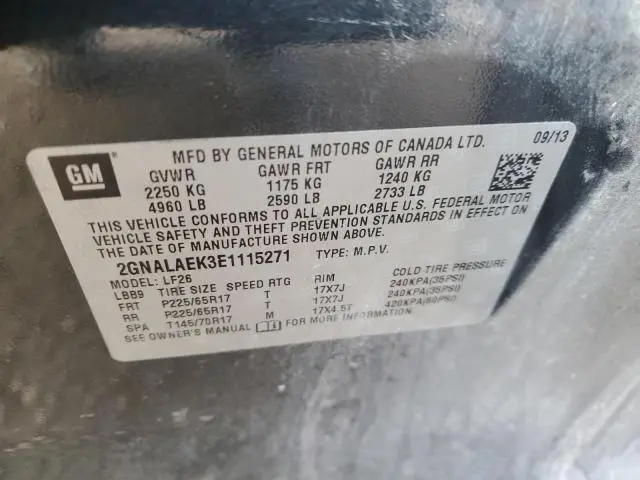 GM
MFD BY GENERAL MOTORS OF CANADA LTD. 09/13
GVWR GAWR FRT GAWR RR
2250 KG 1175 KG 1240 KG
4960 LB 2590 LB 2733 LB
THIS VEHICLE CONFORMS TO ALL APPLICABLE U.S. FEDERAL MOTOR
VEHICLE SAFETY AND THEFT PREVENTION STANDARDS IN EFFECT ON
THE DATE OF MANUFACTURE SHOWN ABOVE.
2GNALAEK3E1115271 TYPE: M.P.V.
MODEL: LF26
LBB9 TIRE SIZE SPEED RTG RIM COLD TIRE PRESSURE
FRT P225/65R17 T 17X7J 240KPA(35PSI)
RR P225/65R17 T 17X7J 240KPA(35PSI)
SPA T145/70R17 M 17X4.5T 420KPA(60PSI)
SEE OWNER'S MANUAL FOR MORE INFORMATION.